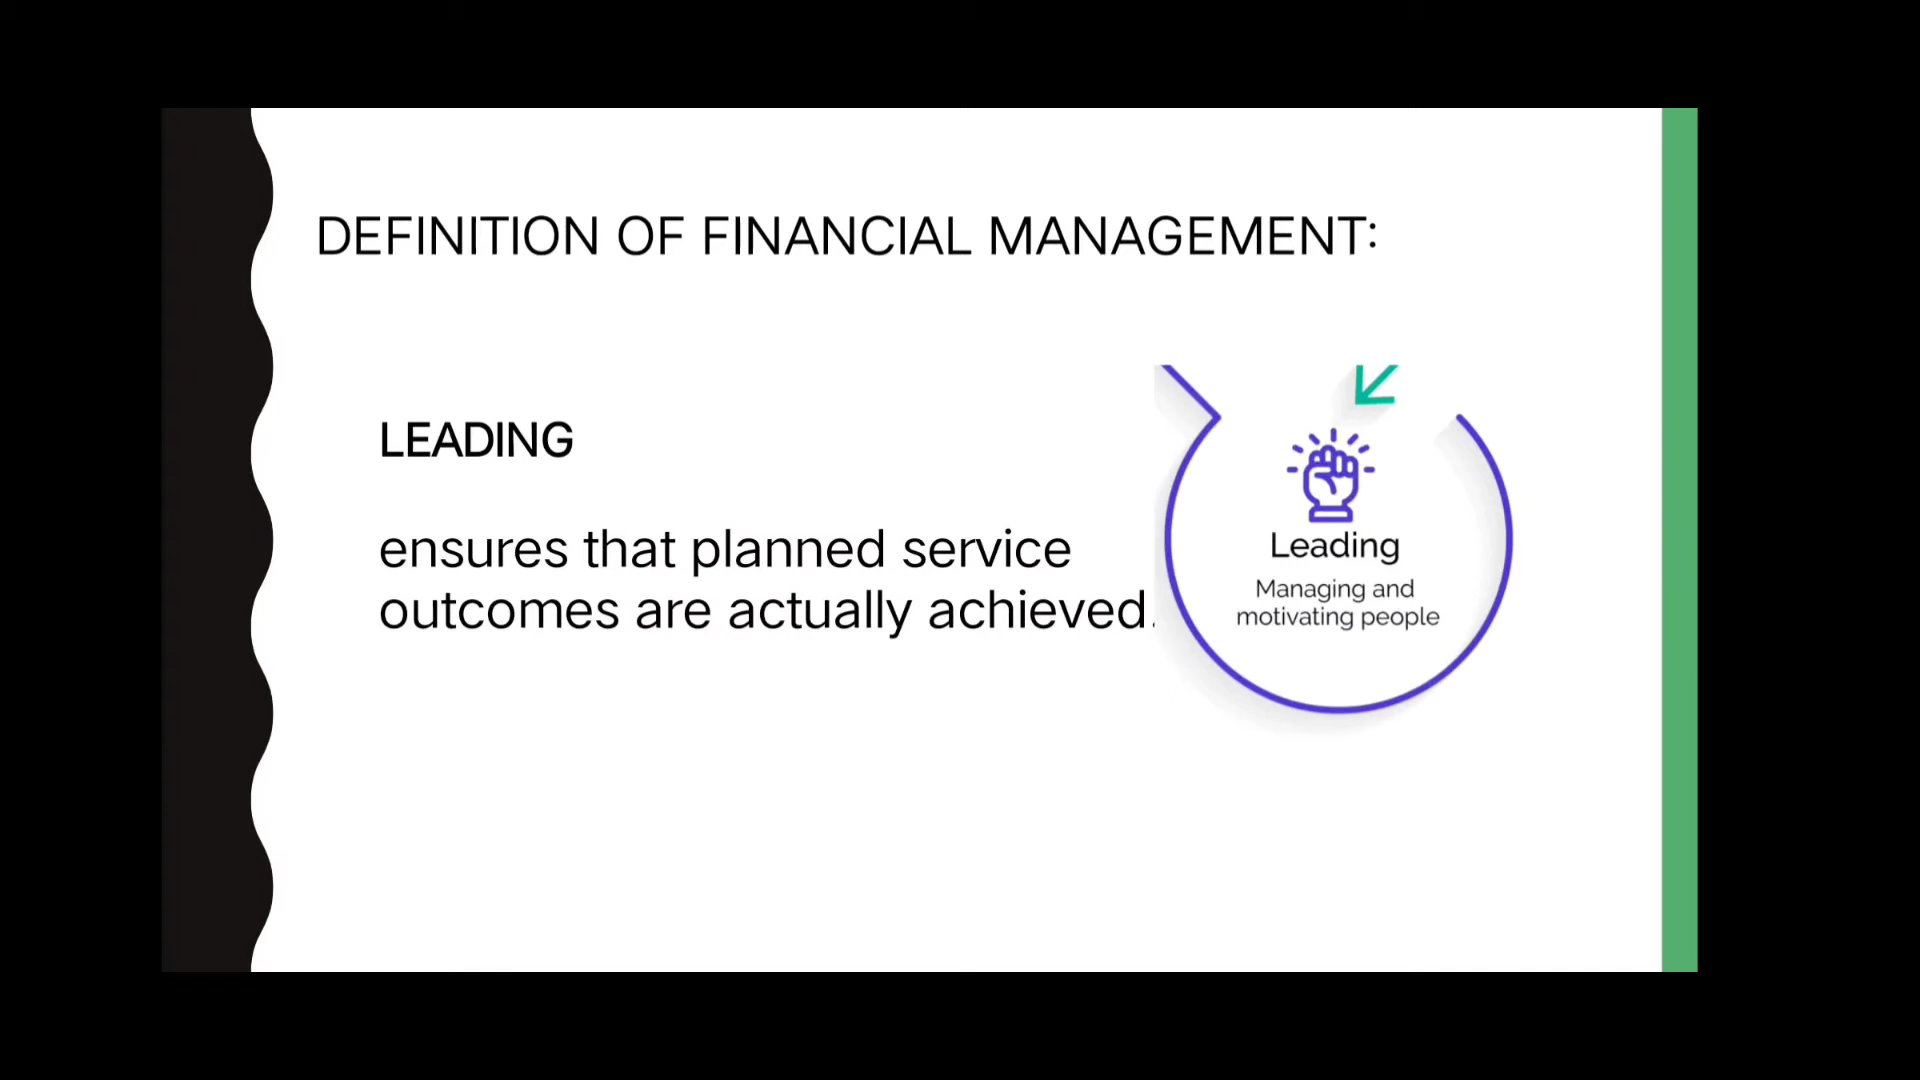 DEFINITION OF FINANCIAL MANAGEMENT:
LEADING
ensures that planned service
outcomes are actually achieved.
Leading
Managing and
motivating people